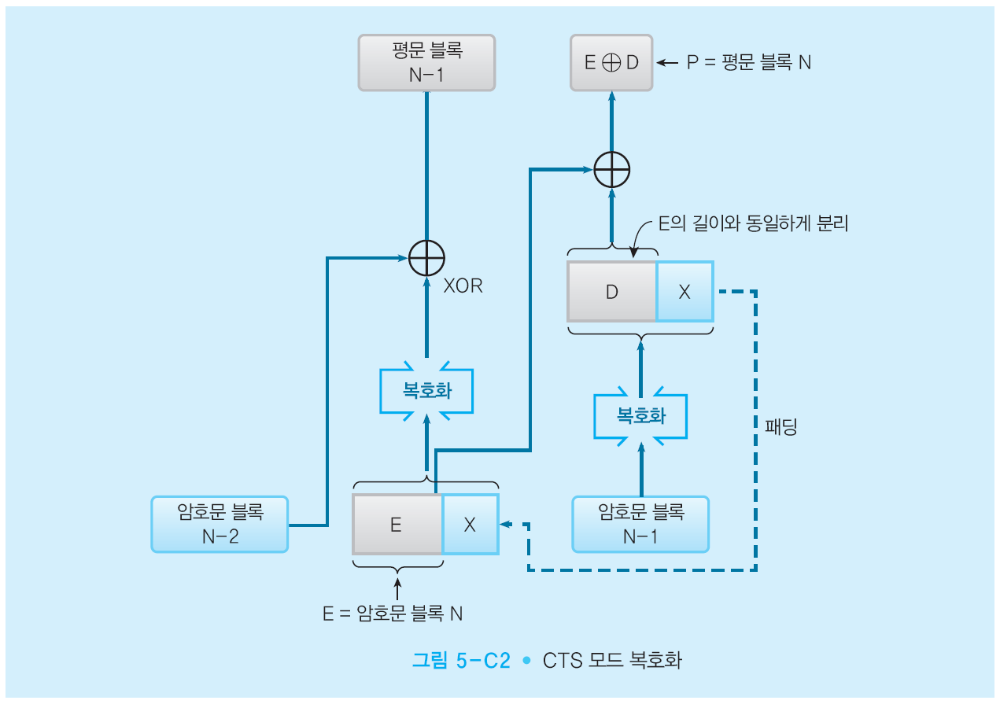 평문 블록
N-1
E ⊕ D
P = 평문 블록 N
E의 길이와 동일하게 분리
XOR
D
X
복호화
복호화
패딩
암호문 블록
N-2
E
X
암호문 블록
N-1
E = 암호문 블록 N
그림 5-C2 • CTS 모드 복호화